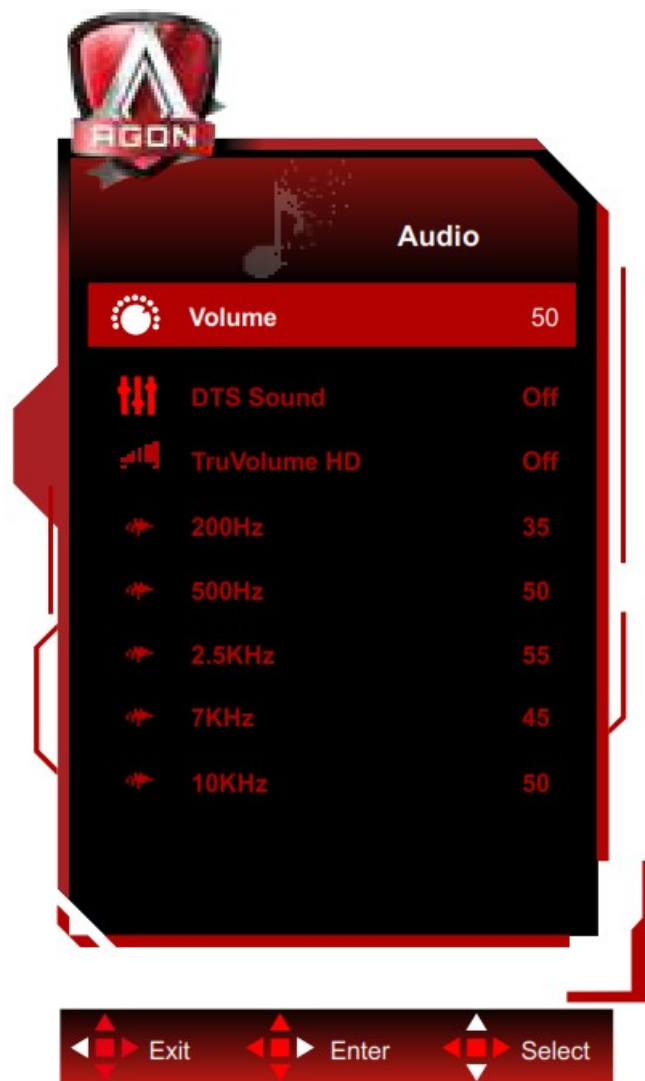 AGON
Audio
Volume 50
DTS Sound Off
TruVolume HD Off
200Hz 35
500Hz 50
2.5KHz 55
7KHz 45
10KHz 50
Exit Enter Select